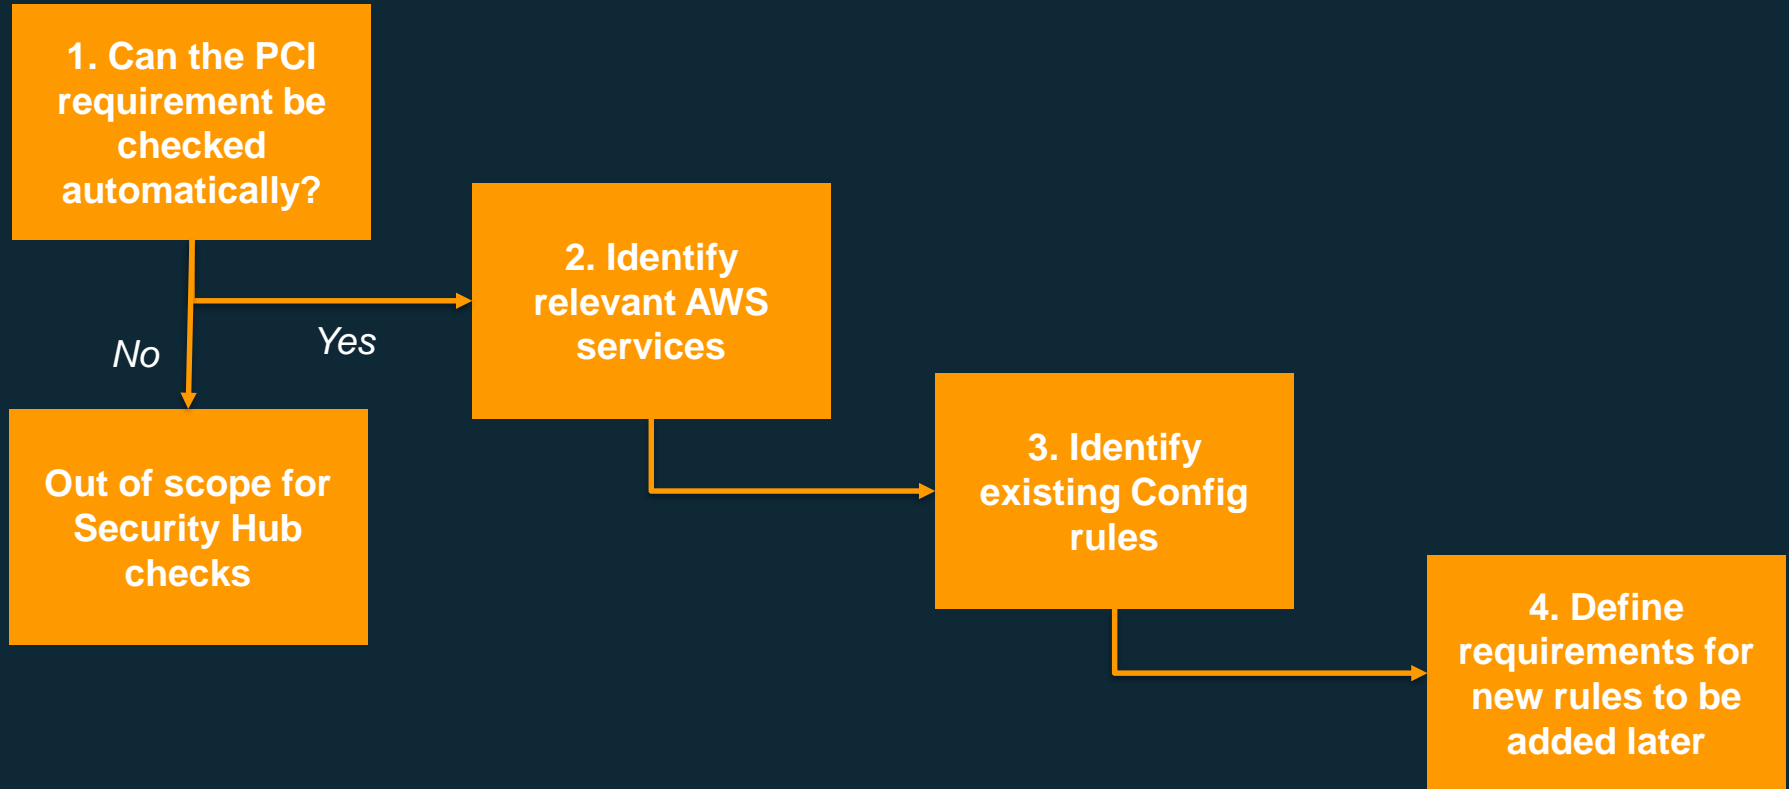 1. Can the PCI
requirement be
checked
automatically?
No
Yes
Out of scope for
Security Hub
checks
2. Identify
relevant AWS
services
3. Identify
existing Config
rules
4. Define
requirements for
new rules to be
added later